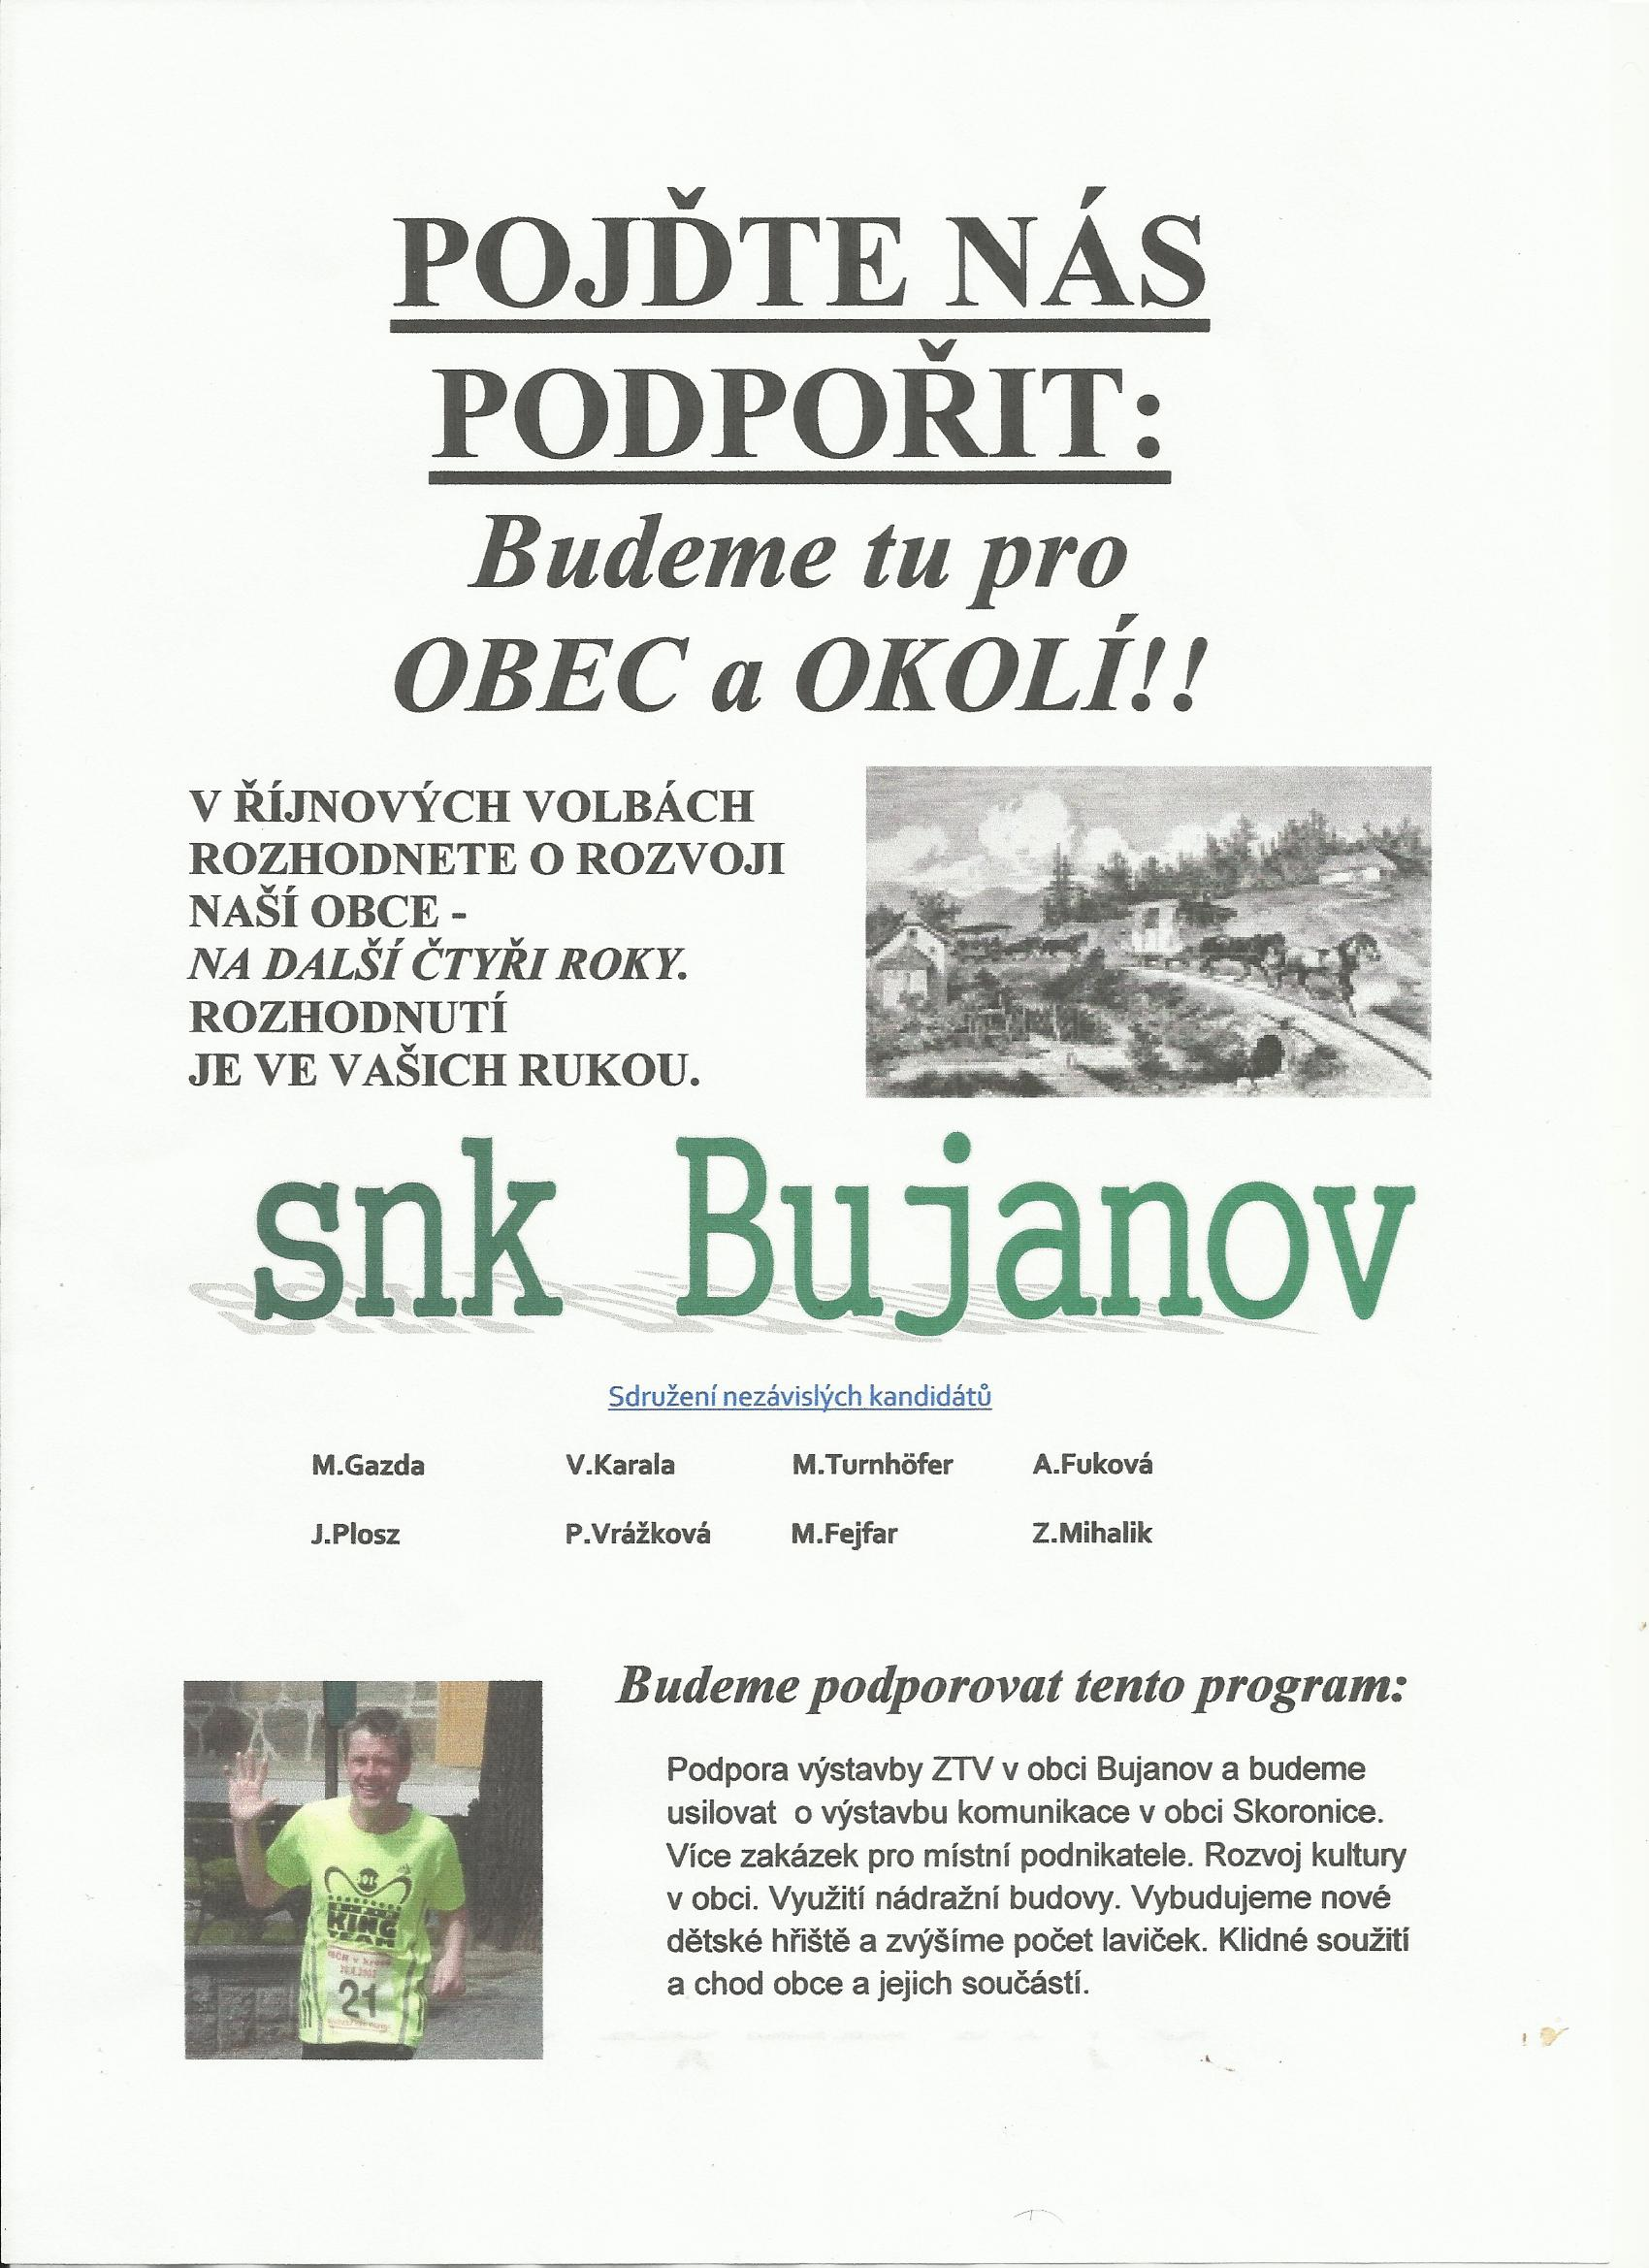 POJĎTE NÁS
PODPOŘIT:
Budeme tu pro
OBEC a OKOLÍ!!
V ŘÍJNOVÝCH VOLBÁCH
ROZHODNETE O ROZVOJI
NAŠÍ OBCE -
NA DALŠÍ ČTYŘI ROKY.
ROZHODNUTÍ
JE VE VAŠICH RUKOU.
snk Bujanov
Sdružení nezávislých kandidátů
M.Gazda V.Karala M.Turnhöfer A.Fuková
J.Plosz P.Vrážková M.Fejfar Z.Mihalik
Budeme podporovat tento program:
Podpora výstavby ZTV v obci Bujanov a budeme
usilovat o výstavbu komunikace v obci Skoronice.
Více zakázek pro místní podnikatele. Rozvoj kultury
v obci. Využití nádražní budovy. Vybudujeme nové
dětské hřiště a zvýšíme počet laviček. Klidné soužití
a chod obce a jejich součástí.
KING
TEAM
21